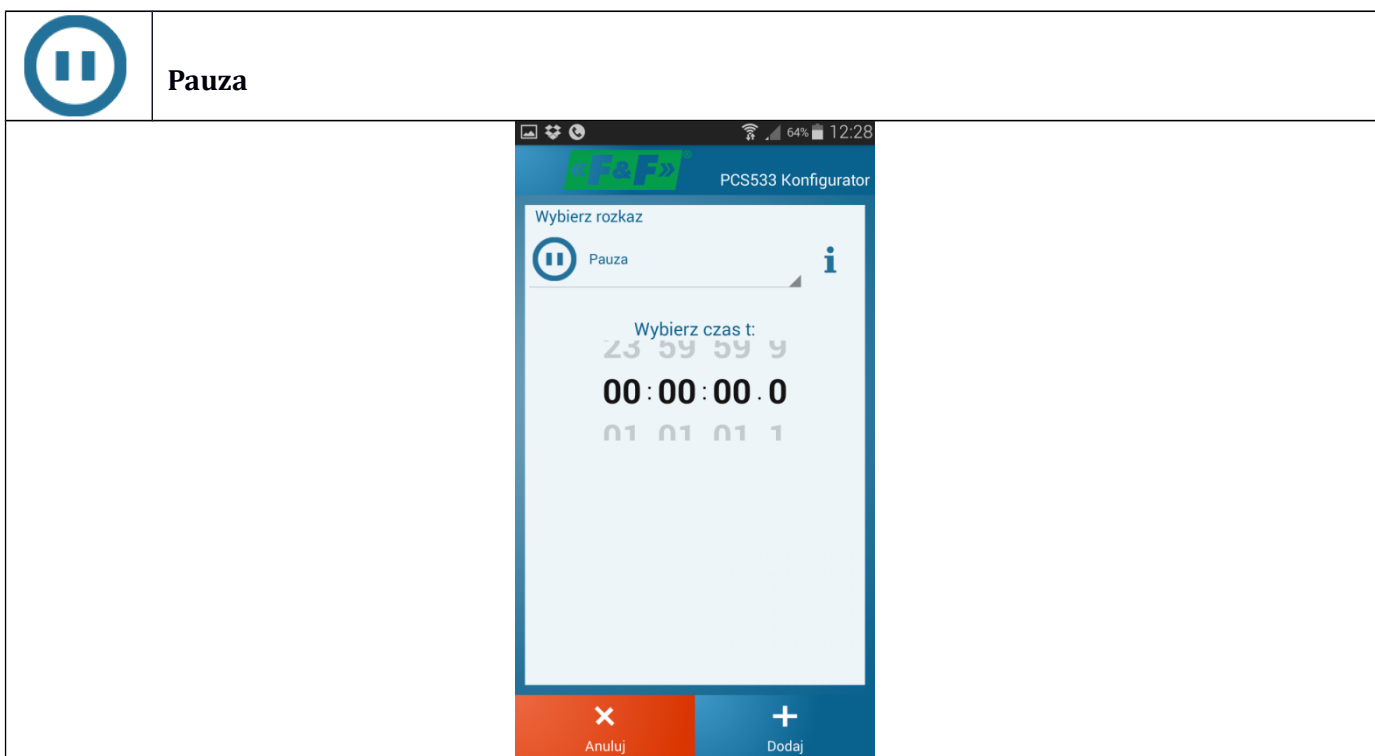 Pauza
64% 12:28
«F&F»®
PCS533 Konfigurator
Wybierz rozkaz
Pauza
i
Wybierz czas t:
23 59 59 9
00:00:00.0
01 01 01 1
Anuluj
Dodaj